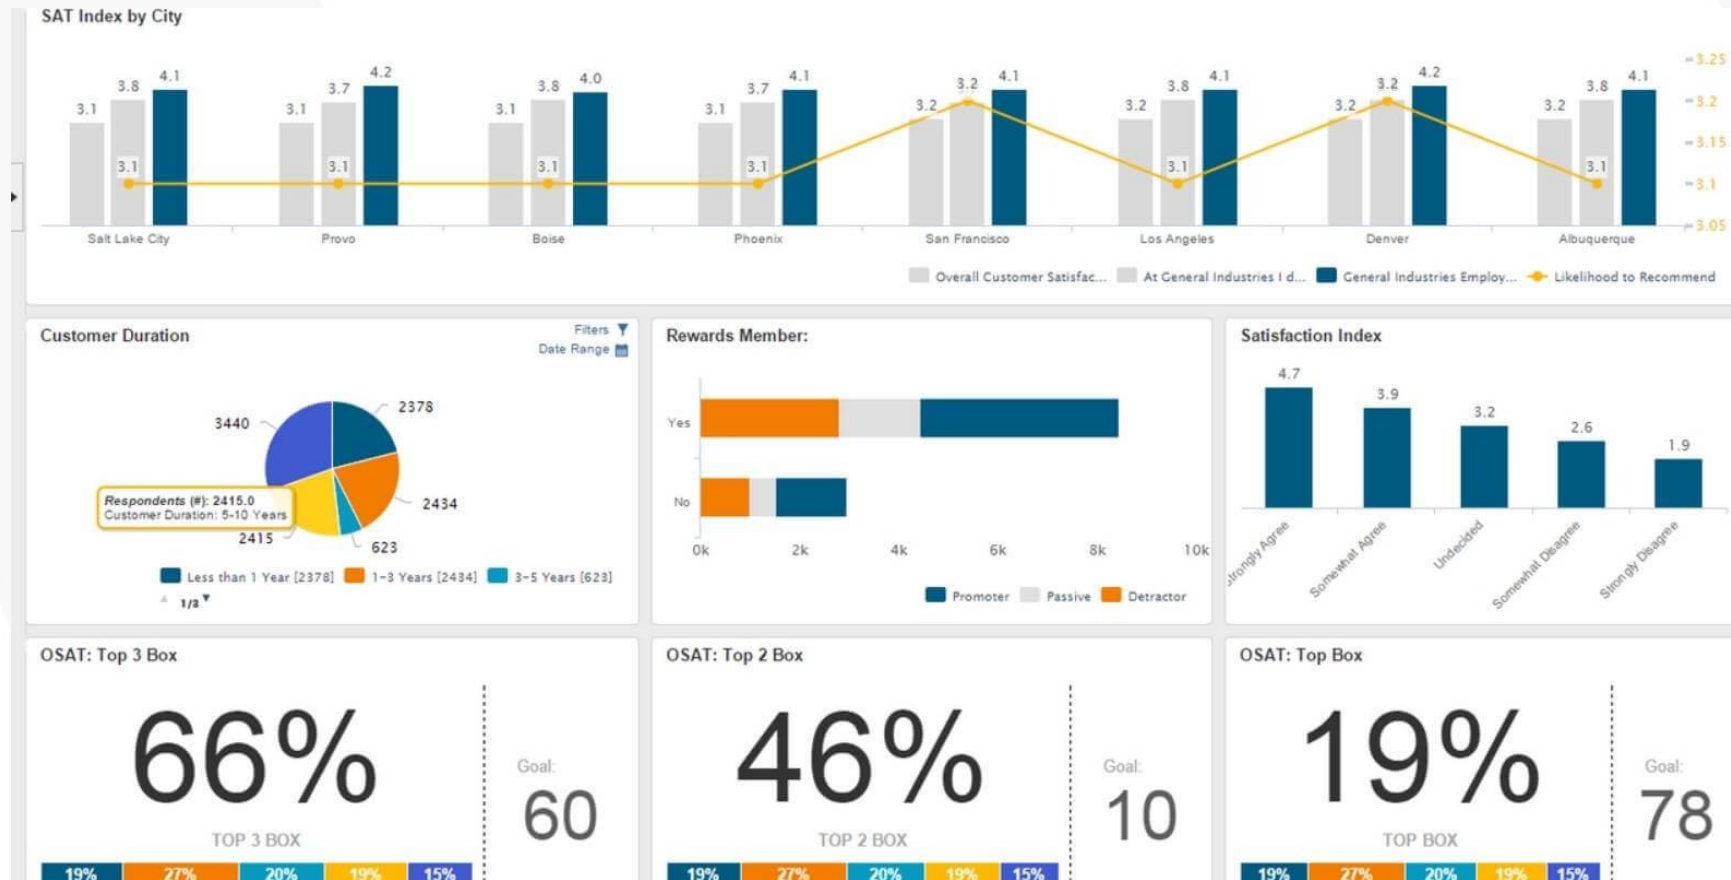 SAT Index by City
3.1 3.8 4.1 3.1 3.7 4.2 3.1 3.8 4.0 3.1 3.7 4.1 3.2 3.2 4.1 3.2 3.8 4.1 3.2 3.2 4.2 3.2 3.8 4.1
3.1 3.1 3.1 3.1 3.1 3.1
3.25
3.2
3.15
3.1
3.05
Salt Lake City Provo Boise Phoenix San Francisco Los Angeles Denver Albuquerque
Overall Customer Satisfac... At General Industries I d... General Industries Employ... Likelihood to Recommend
Customer Duration
Filters
Date Range
2378
3440
2434
Respondents (#): 2415.0
Customer Duration: 5-10 Years
2415
623
Less than 1 Year [2378] 1-3 Years [2434] 3-5 Years [623]
1/3
Rewards Member:
Yes
No
0k 2k 4k 6k 8k 10k
Promoter Passive Detractor
Satisfaction Index
4.7
3.9
3.2
2.6
1.9
trongly Agree
Somewhat Agree
Undecided
Somewhat Disagree
Strongly Disagree
OSAT: Top 3 Box
66%
TOP 3 BOX
Goal:
60
19% 27% 20% 19% 15%
OSAT: Top 2 Box
46%
TOP 2 BOX
Goal:
10
19% 27% 20% 19% 15%
OSAT: Top Box
19%
TOP BOX
Goal:
78
19% 27% 20% 19% 15%